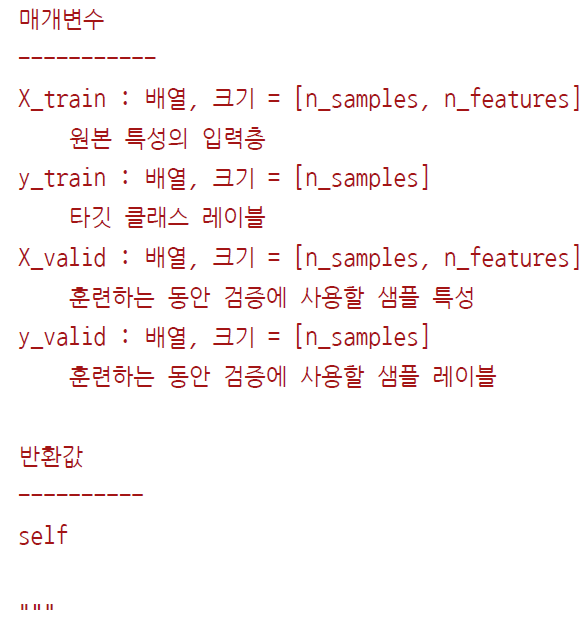 매개변수
-----------
X_train : 배열, 크기 = [n_samples, n_features]
원본 특성의 입력층
y_train : 배열, 크기 = [n_samples]
타깃 클래스 레이블
X_valid : 배열, 크기 = [n_samples, n_features]
훈련하는 동안 검증에 사용할 샘플 특성
y_valid : 배열, 크기 = [n_samples]
훈련하는 동안 검증에 사용할 샘플 레이블
반환값
----------
self
"""